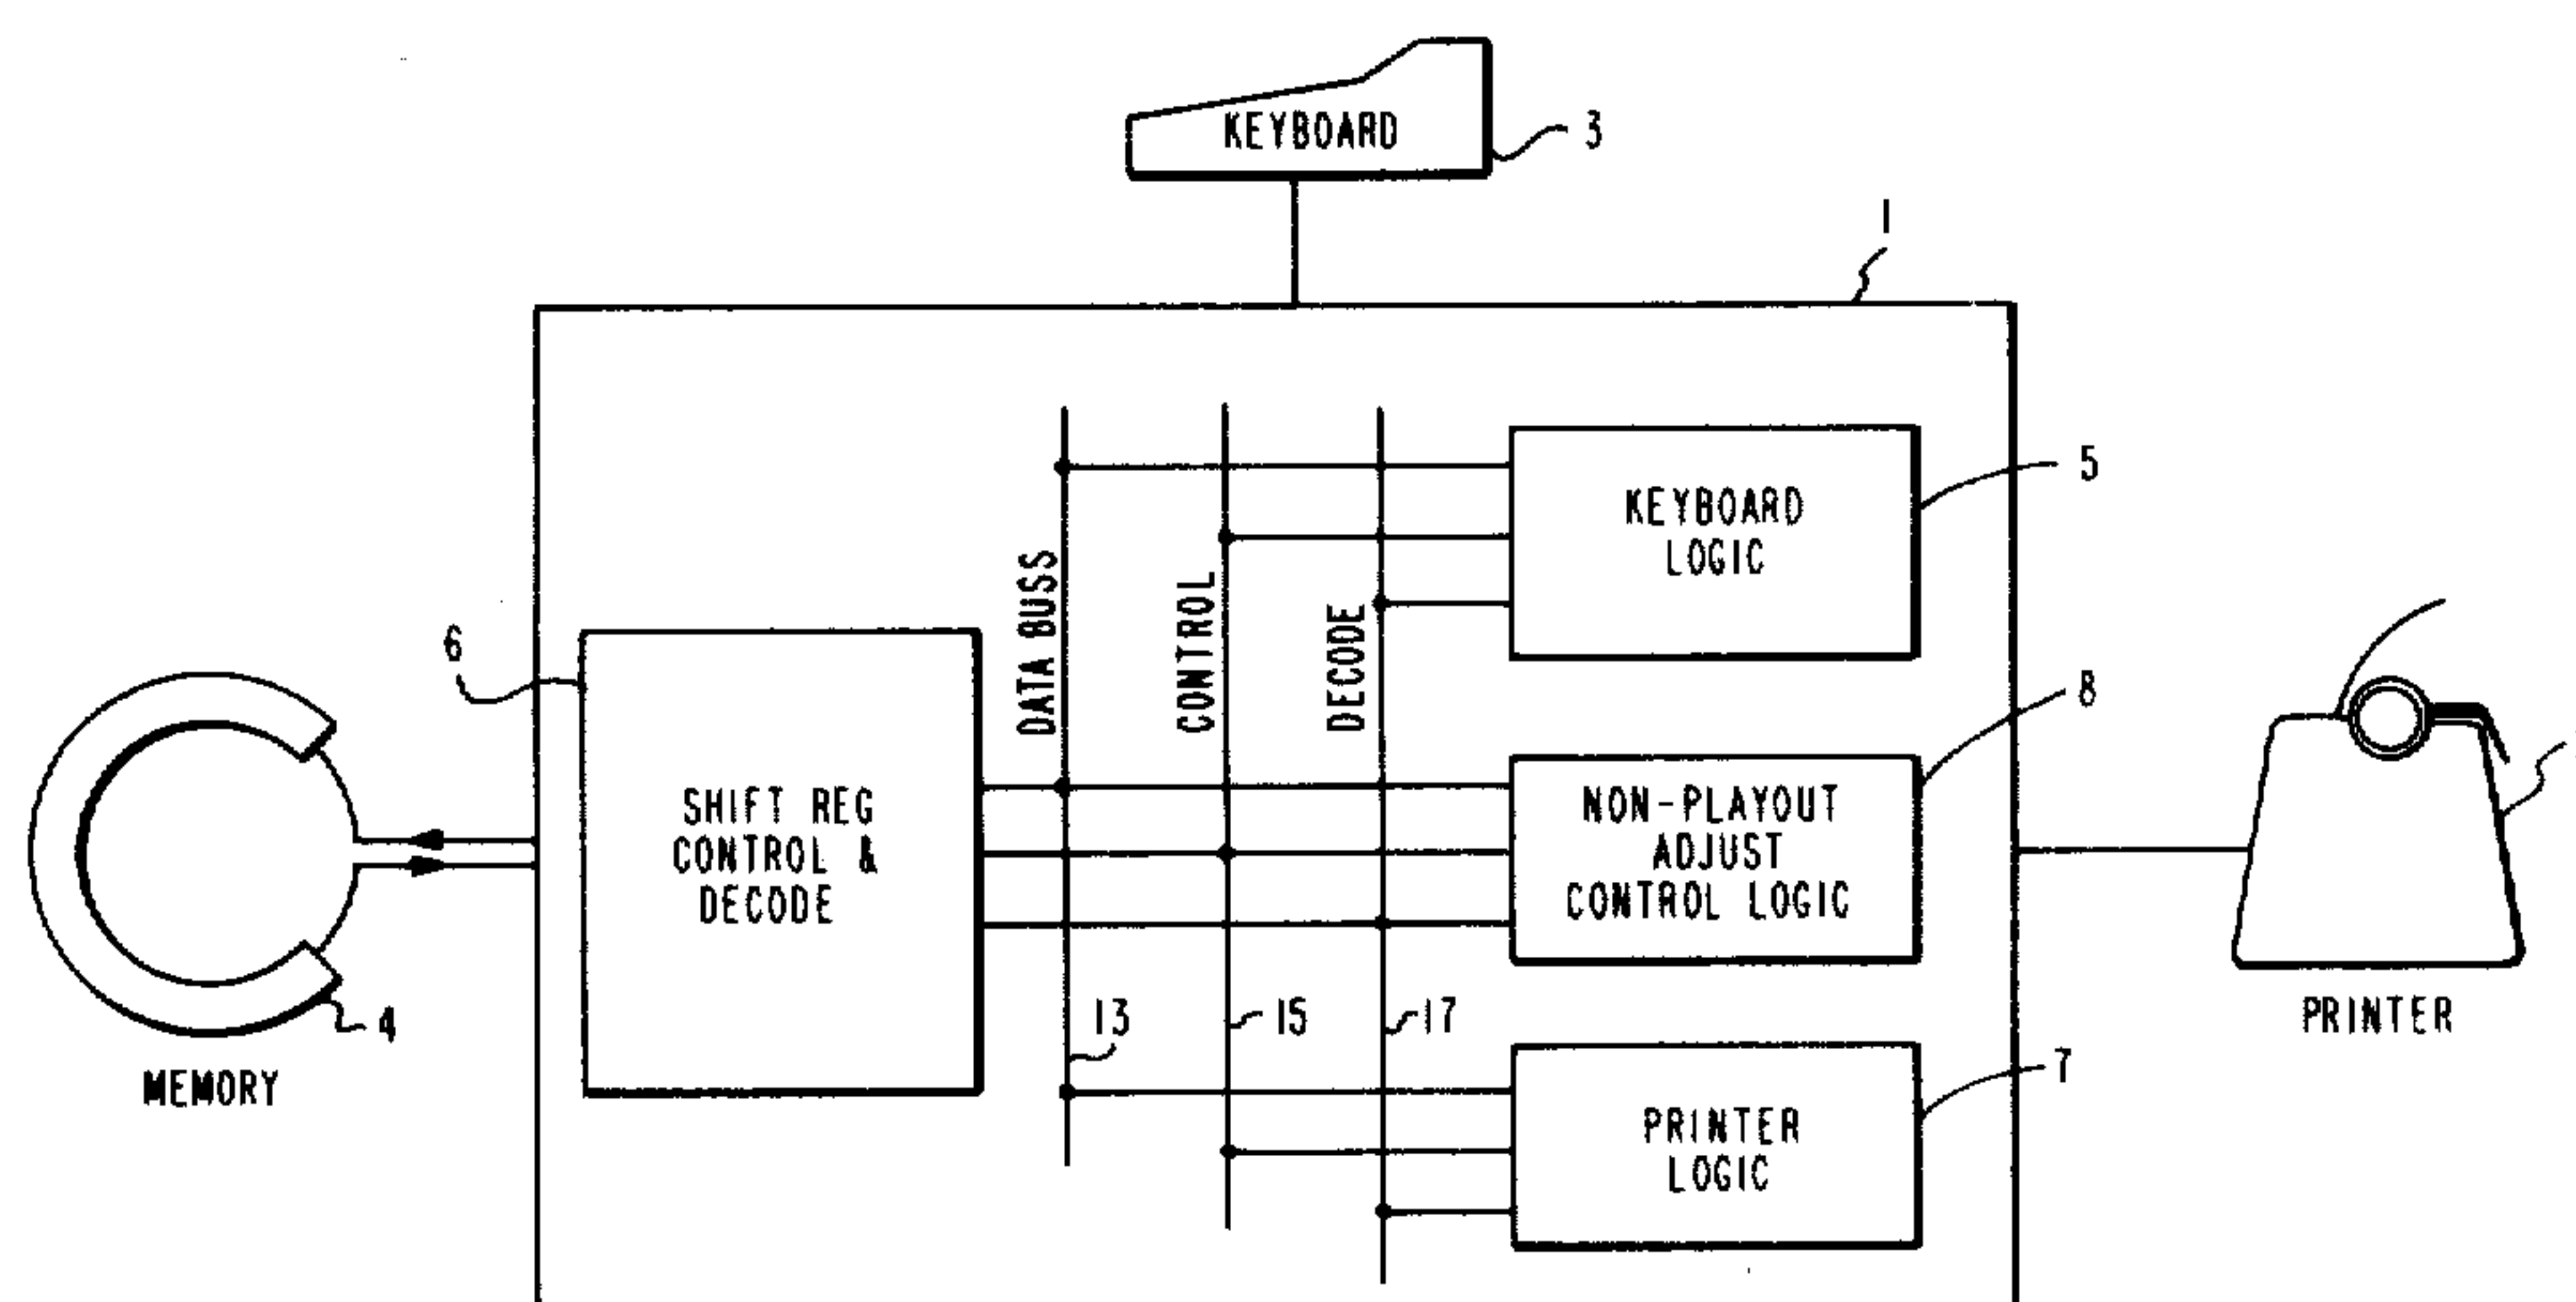 KEYBOARD
3
1
KEYBOARD
LOGIC
5
DATA BUSS
CONTROL
DECODE
6
8
SHIFT REG
CONTROL &
DECODE
NON-PLAYOUT
ADJUST
CONTROL LOGIC
4
MEMORY
13
15
17
PRINTER
7
PRINTER
LOGIC